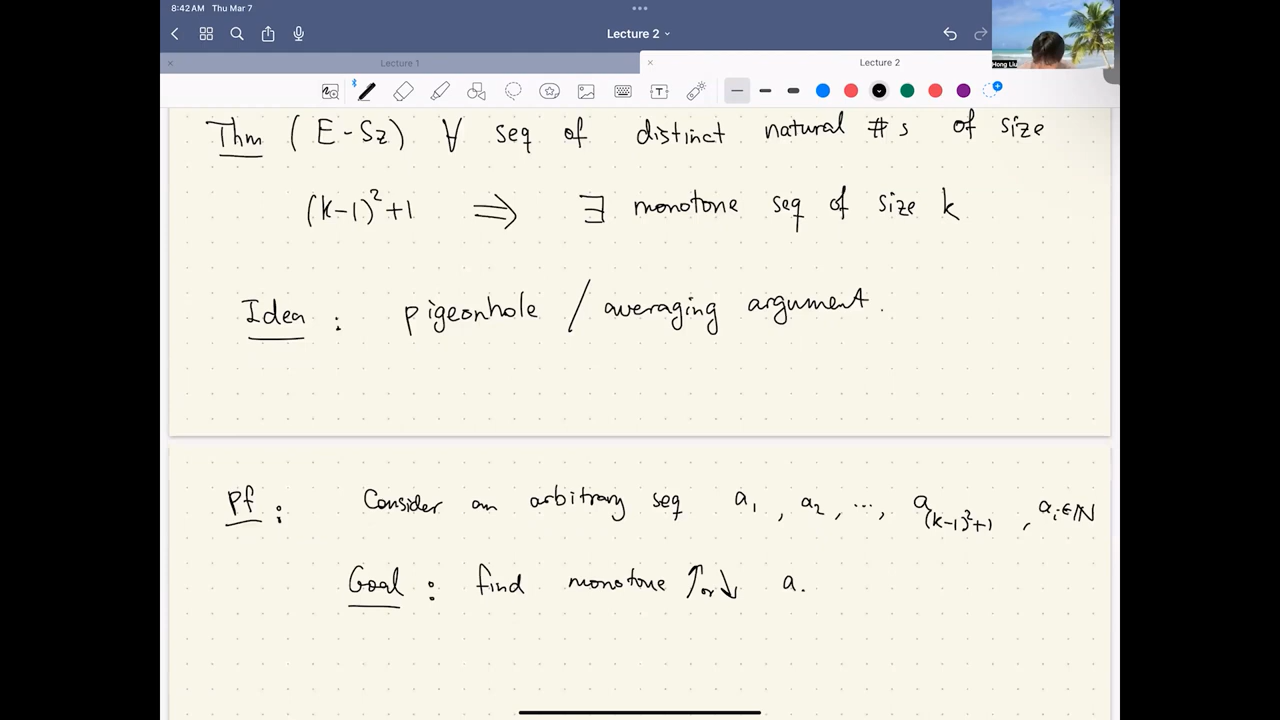 8:42AM Thu Mar 7
Lecture 2
Hong Liu
Lecture 1
Lecture 2
Thm (E-Sz) ∀ seq of distinct natural #s of size
(k-1)²+1 ⟹ ∃ monotone seq of size k
Idea : pigeonhole / averaging argument.
Pf : Consider an arbitrary seq a₁, a₂, ..., a_{(k-1)²+1}, aᵢ∈ℕ
Goal : find monotone ↑or↓ a.